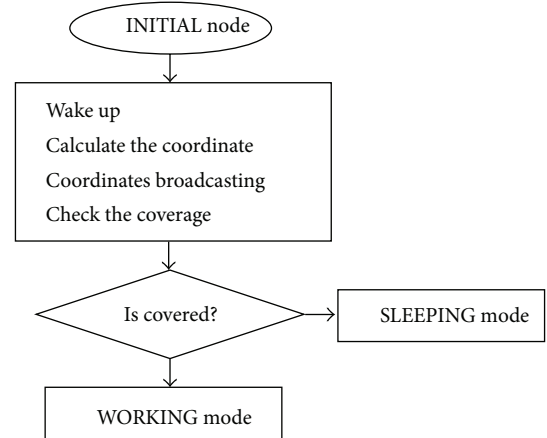 INITIAL node
Wake up
Calculate the coordinate
Coordinates broadcasting
Check the coverage
Is covered?
SLEEPING mode
WORKING mode